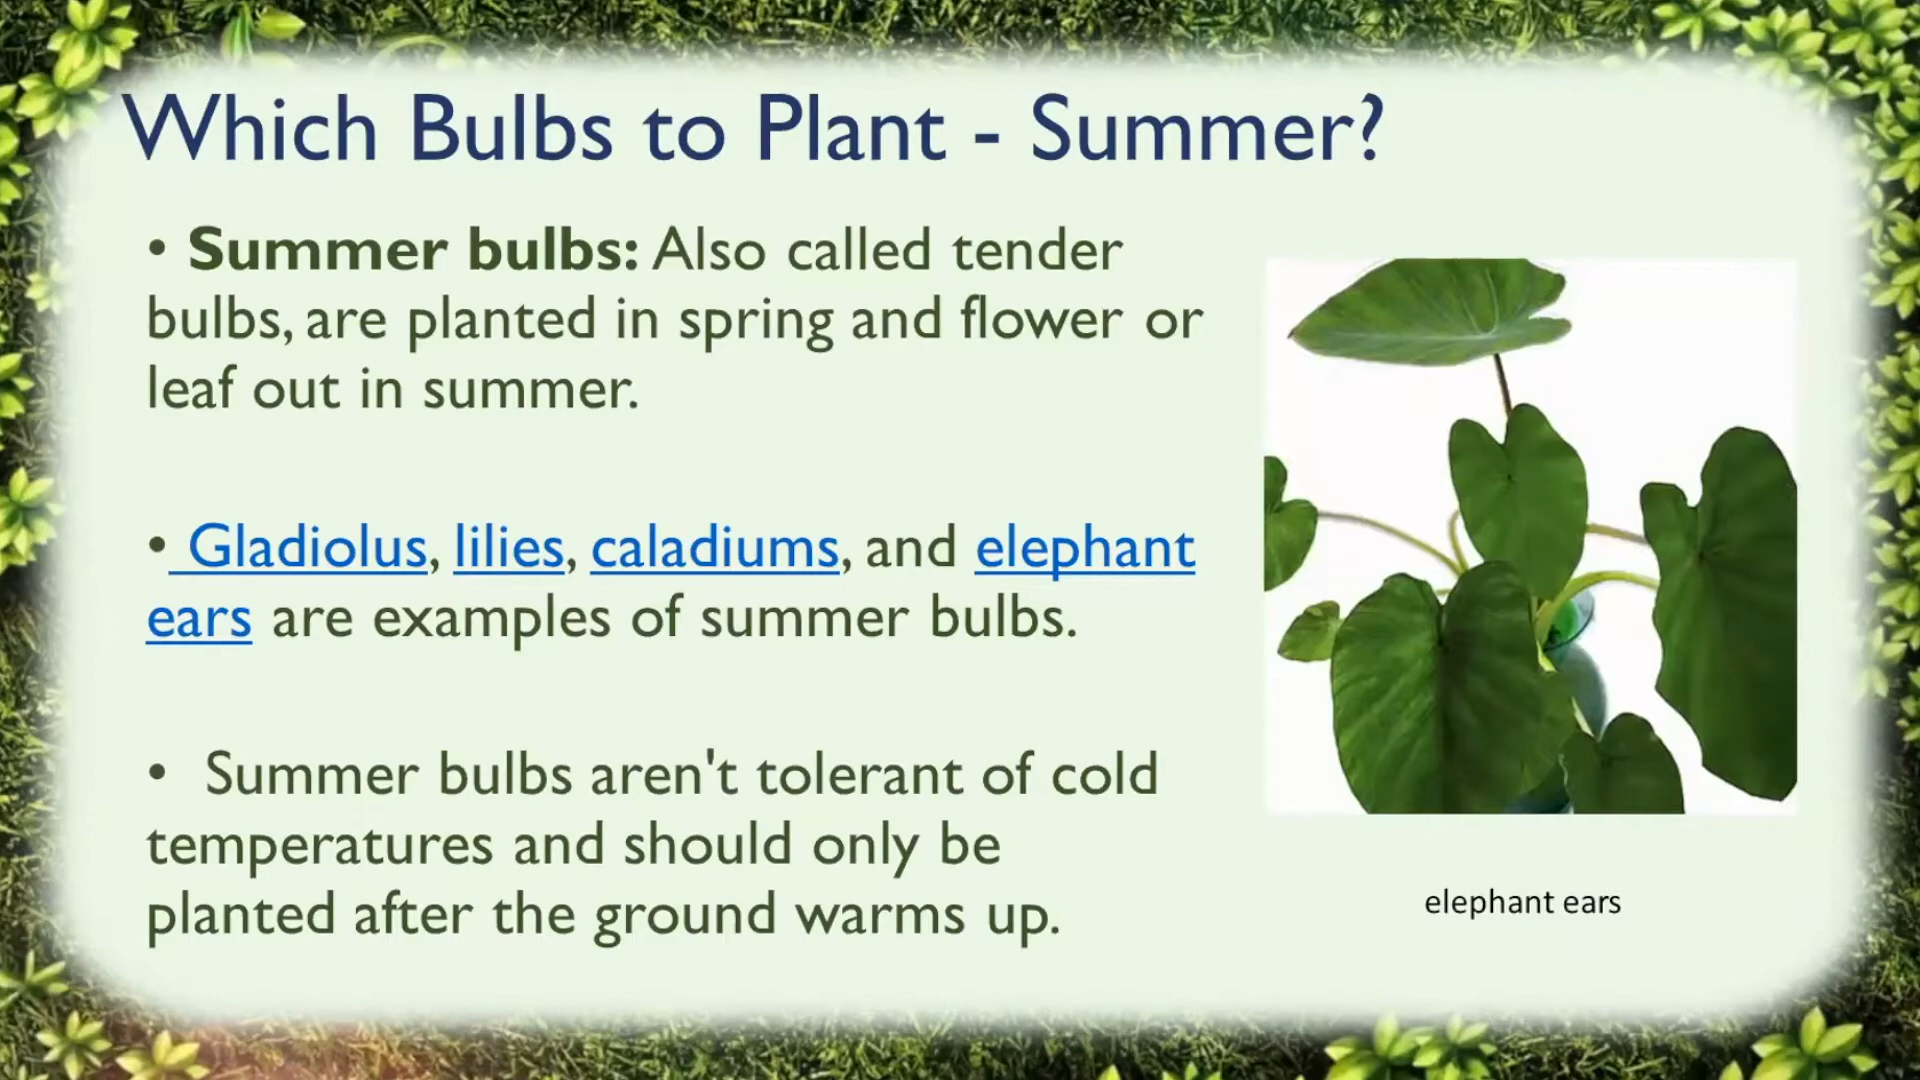 Which Bulbs to Plant - Summer?
• Summer bulbs: Also called tender
bulbs, are planted in spring and flower or
leaf out in summer.
• Gladiolus, lilies, caladiums, and elephant
ears are examples of summer bulbs.
• Summer bulbs aren't tolerant of cold
temperatures and should only be
planted after the ground warms up.
elephant ears